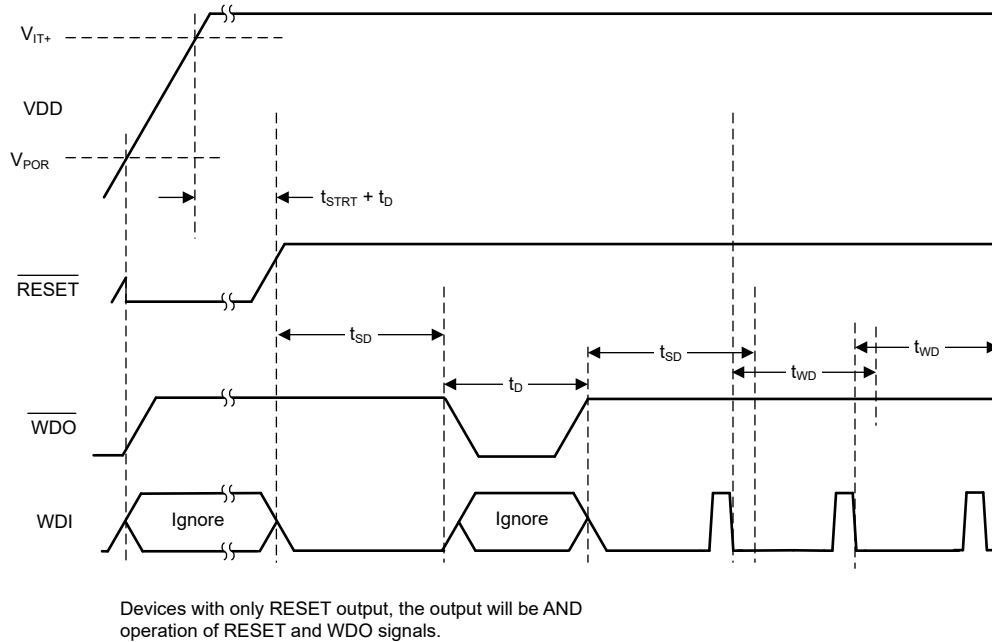 VIT+
VDD
VPOR
tSTRT + tD
RESET
tSD
tSD
tWD
tWD
tD
WDO
WDI
Ignore
Ignore
Devices with only RESET output, the output will be AND
operation of RESET and WDO signals.